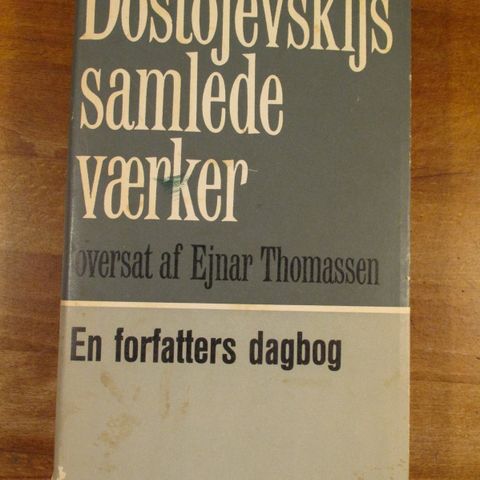 Dostojevskijs
samlede
værker
oversat af Ejnar Thomassen
En forfatters dagbog